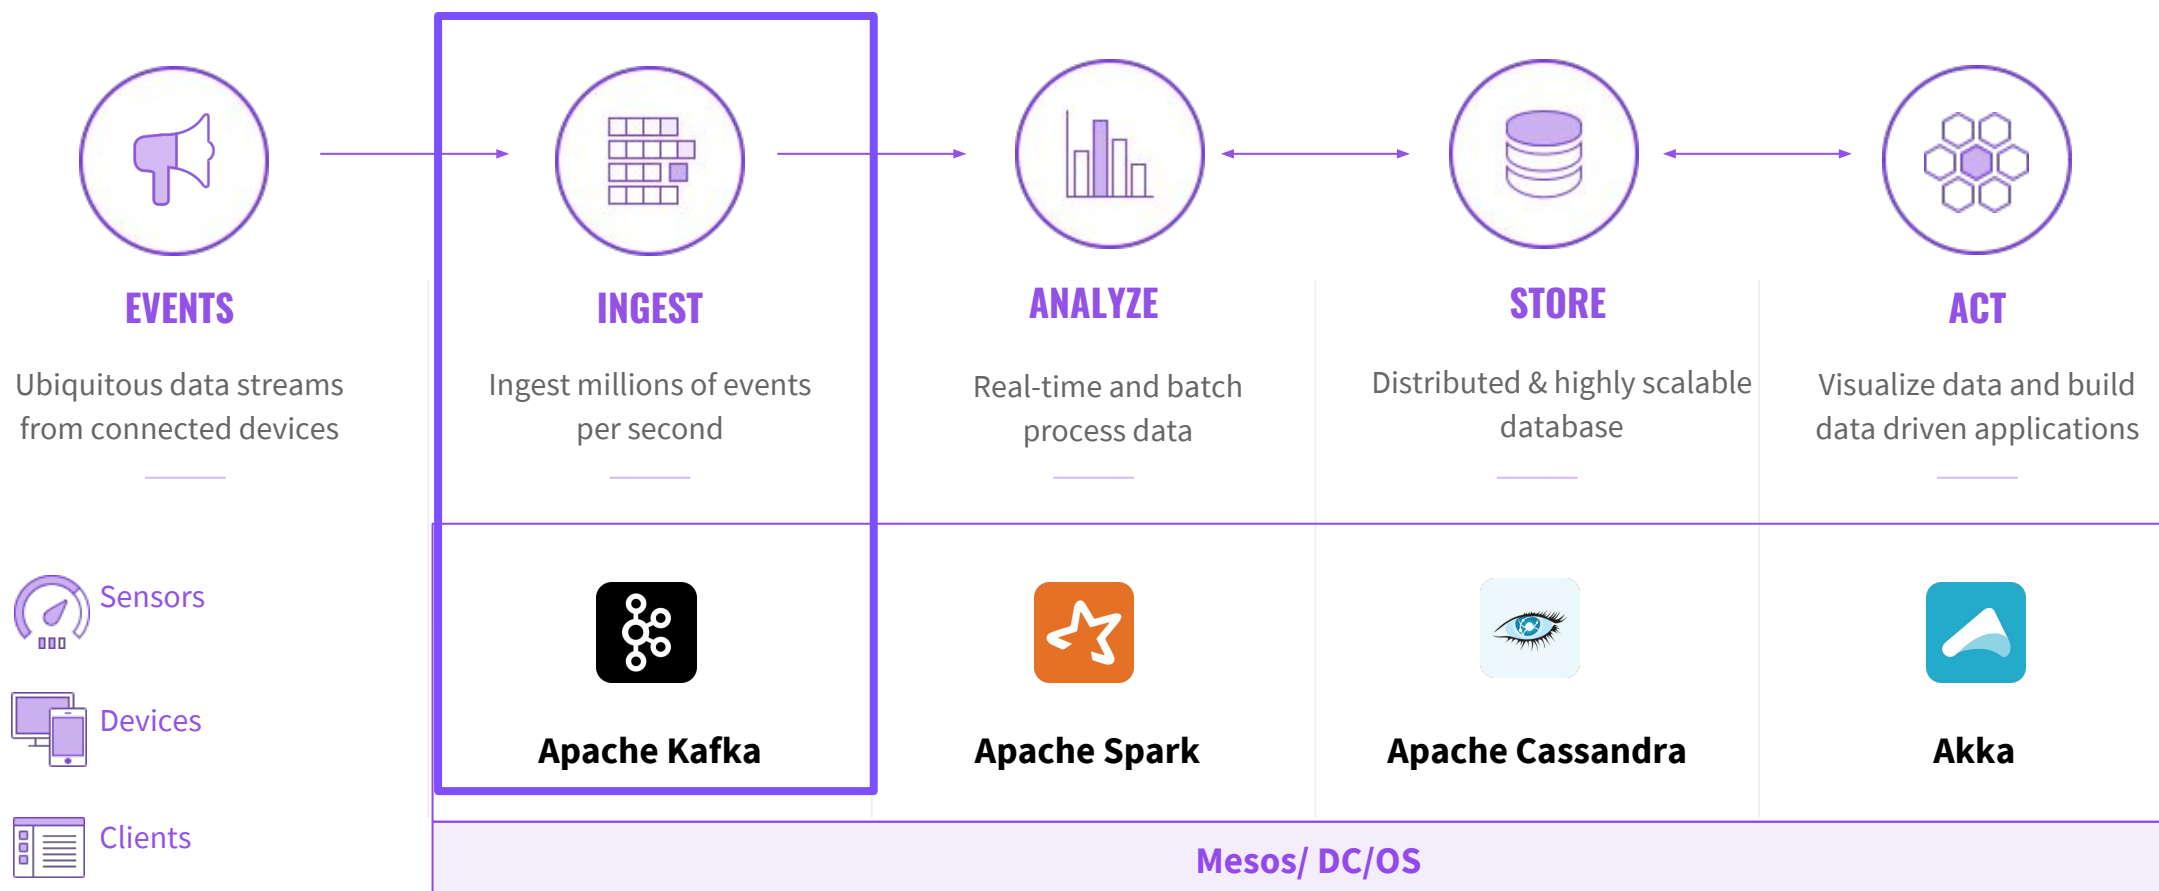 EVENTS
Ubiquitous data streams
from connected devices
INGEST
Ingest millions of events
per second
ANALYZE
Real-time and batch
process data
STORE
Distributed & highly scalable
database
ACT
Visualize data and build
data driven applications
Sensors
Devices
Clients
Apache Kafka
Apache Spark
Apache Cassandra
Akka
Mesos/ DC/OS